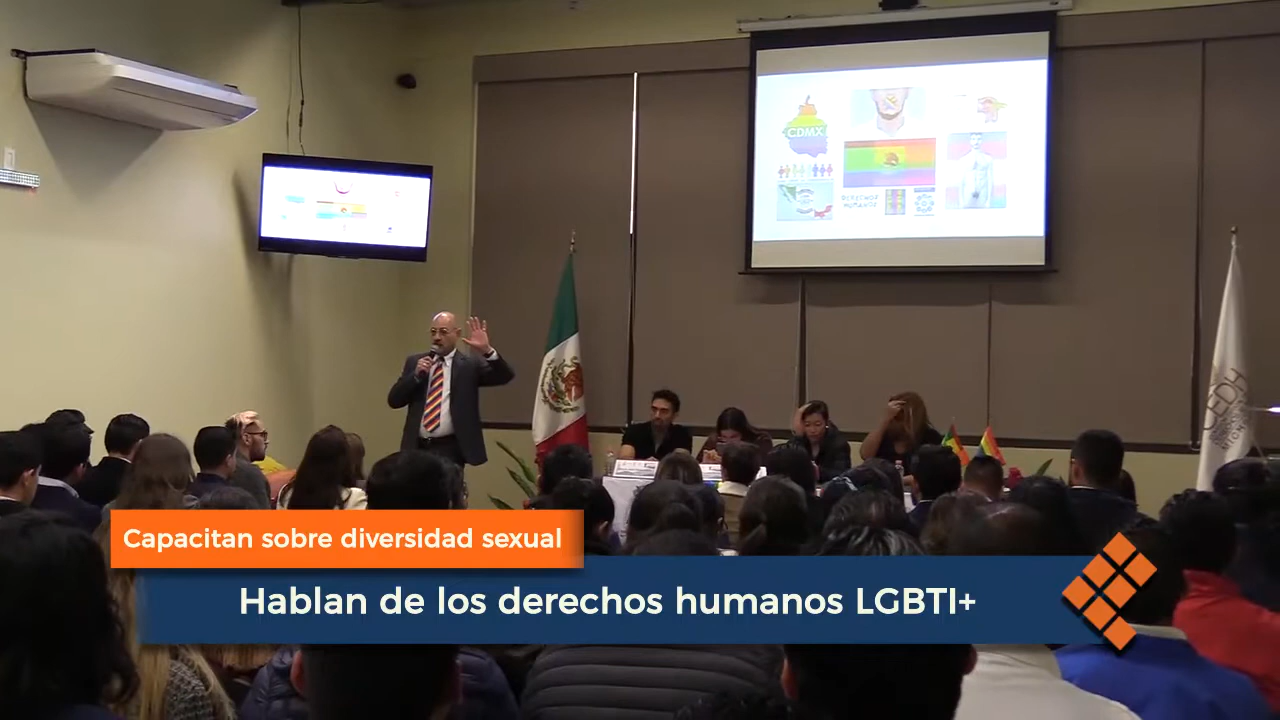 CDMX
DERECHOS
HUMANOS
Capacitan sobre diversidad sexual
Hablan de los derechos humanos LGBTI+